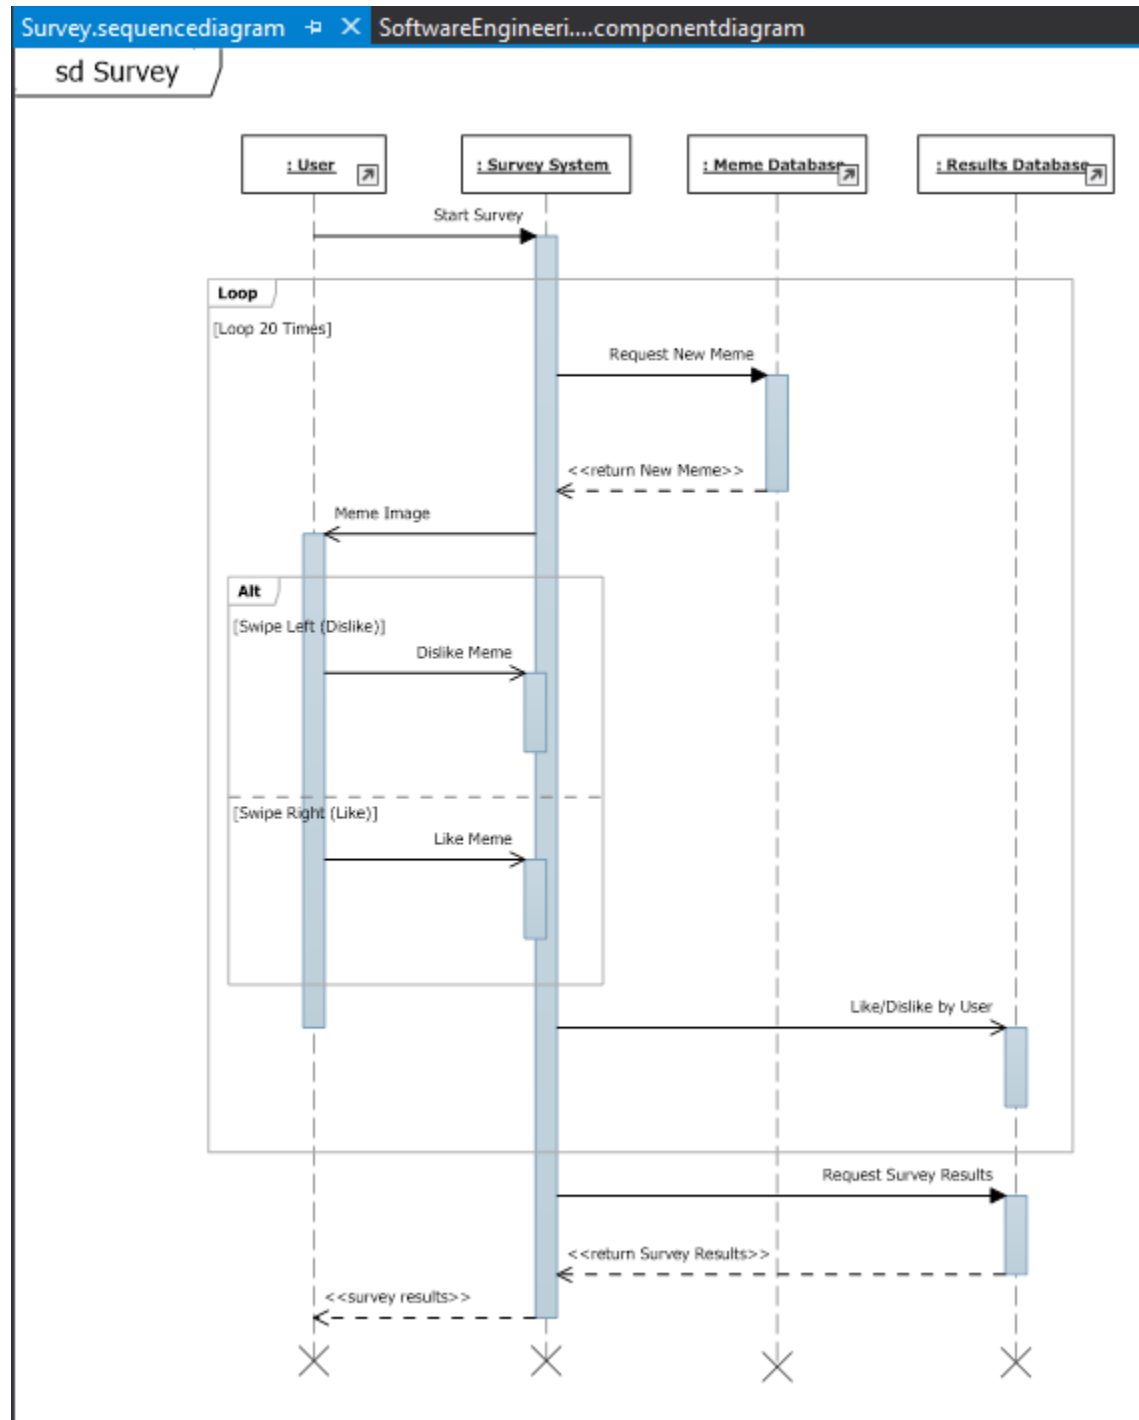 Survey.sequencediagram
SoftwareEngineeri....componentdiagram
sd Survey
: User
: Survey System
: Meme Database
: Results Database
Start Survey
Loop
[Loop 20 Times]
Request New Meme
<<return New Meme>>
Meme Image
Alt
[Swipe Left (Dislike)]
Dislike Meme
[Swipe Right (Like)]
Like Meme
Like/Dislike by User
Request Survey Results
<<return Survey Results>>
<<survey results>>